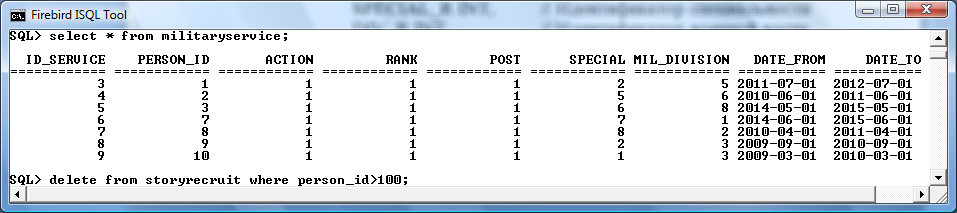 Firebird ISQL Tool
SQL> select * from militaryservice;
ID_SERVICE PERSON_ID ACTION RANK POST SPECIAL MIL_DIVISION DATE_FROM DATE_TO
============ ============ ============ ============ ============ ============ ============ =========== ===========
3 1 1 1 1 2 5 2011-07-01 2012-07-01
4 2 1 1 1 5 6 2010-06-01 2011-06-01
5 3 1 1 1 6 8 2014-05-01 2015-05-01
6 7 1 1 1 7 1 2014-06-01 2015-06-01
7 8 1 1 1 8 2 2010-04-01 2011-04-01
8 9 1 1 1 2 3 2009-09-01 2010-09-01
9 10 1 1 1 1 3 2009-03-01 2010-03-01
SQL> delete from storyrecruit where person_id>100;